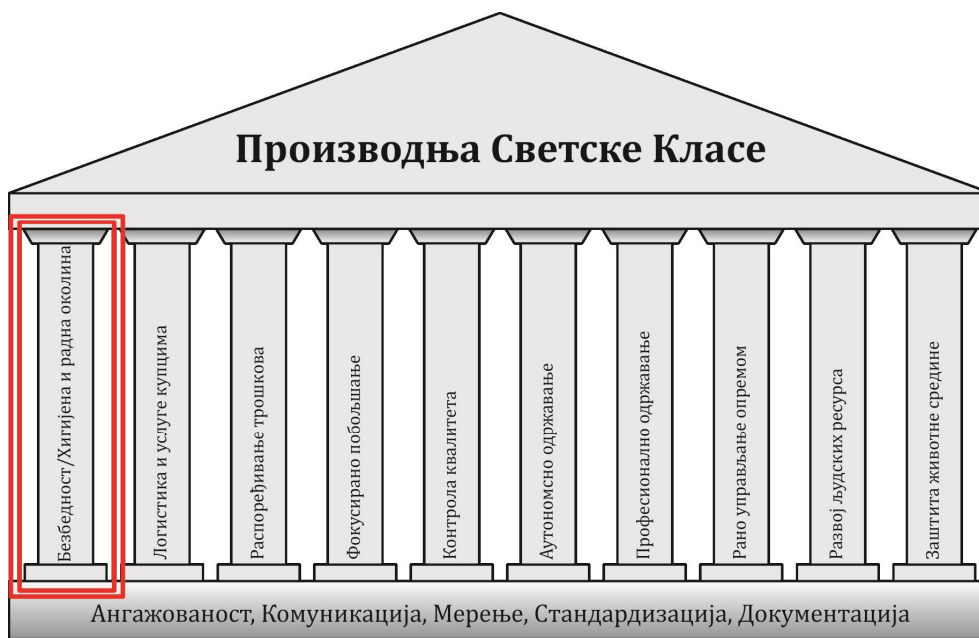 Производња Светске Класе
Безбедност/Хигијена и радна околина
Логистика и услуге купцима
Распоређивање трошкова
Фокусирано побољшање
Контрола квалитета
Аутономсно одржавање
Професионално одржавање
Рано управљање опремом
Развој људских ресурса
Заштита животне средине
Ангажованост, Комуникација, Мерење, Стандардизација, Документација